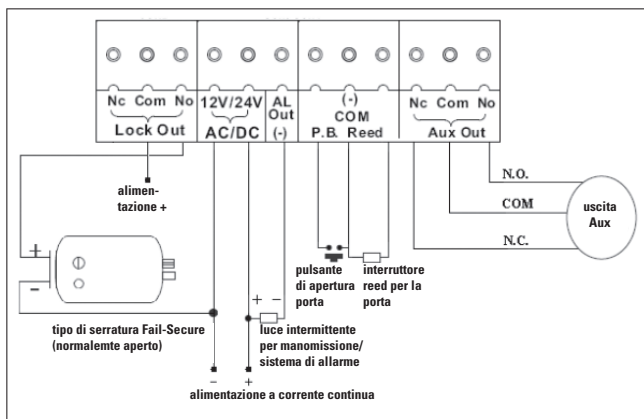 Nc Com No
12V/24V
AL
Out
(-)
(-)
COM
P.B. Reed
Nc Com No
Lock Out
AC/DC
Aux Out
alimen-
tazione +
N.O.
COM
N.C.
uscita
Aux
+
–
pulsante
di apertura
porta
interruttore
reed per la
porta
tipo di serratura Fail-Secure
(normalemte aperto)
+ –
luce intermittente
per manomissione/
sistema di allarme
– +
alimentazione a corrente continua